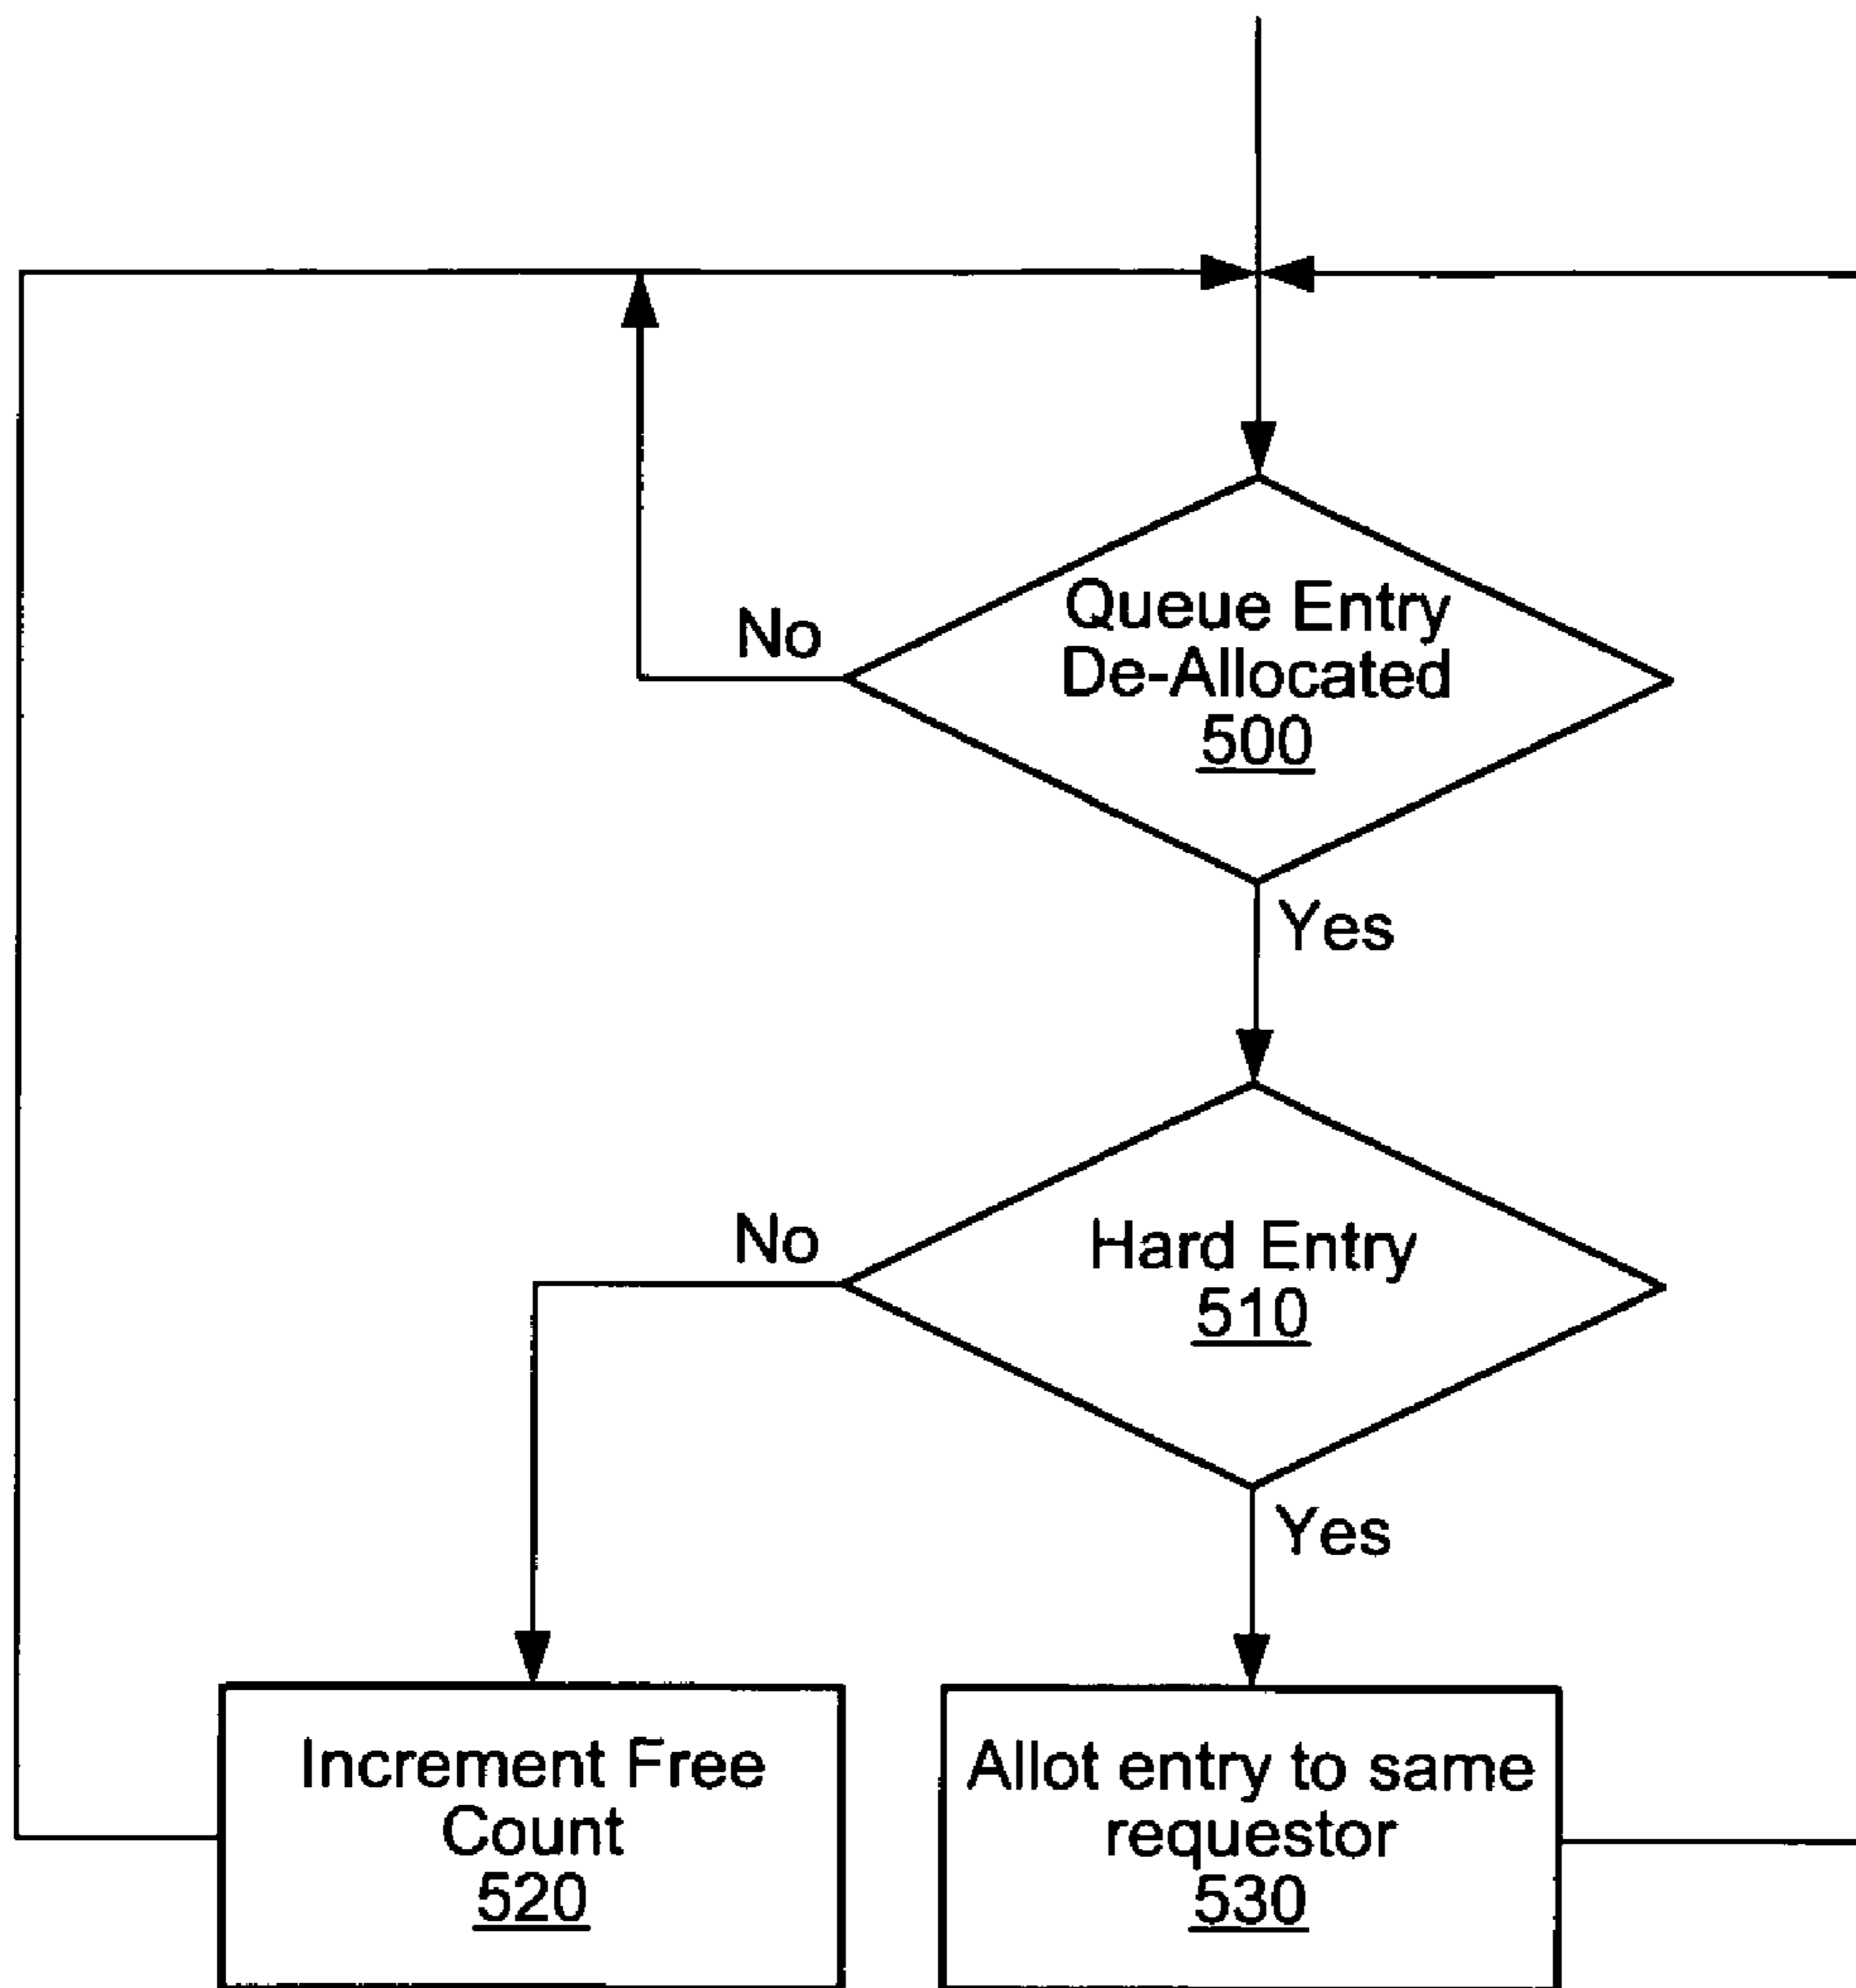 Queue Entry
De-Allocated
500
No
Yes
Hard Entry
510
No
Yes
Increment Free
Count
520
Allot entry to same
requestor
530